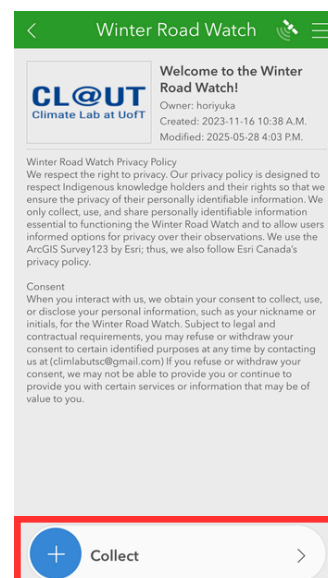 Winter Road Watch
CL@UT
Climate Lab at UofT
Welcome to the Winter
Road Watch!
Owner: horiyuka
Created: 2023-11-16 10:38 A.M.
Modified: 2025-05-28 4:03 P.M.
Winter Road Watch Privacy Policy
We respect the right to privacy. Our privacy policy is designed to
respect Indigenous knowledge holders and their rights so that we
ensure the privacy of their personally identifiable information. We
only collect, use, and share personally identifiable information
essential to functioning the Winter Road Watch and to allow users
informed options for privacy over their observations. We use the
ArcGIS Survey123 by Esri; thus, we also follow Esri Canada's
privacy policy.
Consent
When you interact with us, we obtain your consent to collect, use,
or disclose your personal information, such as your nickname or
initials, for the Winter Road Watch. Subject to legal and
contractual requirements, you may refuse or withdraw your
consent to certain identified purposes at any time by contacting
us at (climlabutsc@gmail.com) If you refuse or withdraw your
consent, we may not be able to provide you or continue to
provide you with certain services or information that may be of
value to you.
Collect